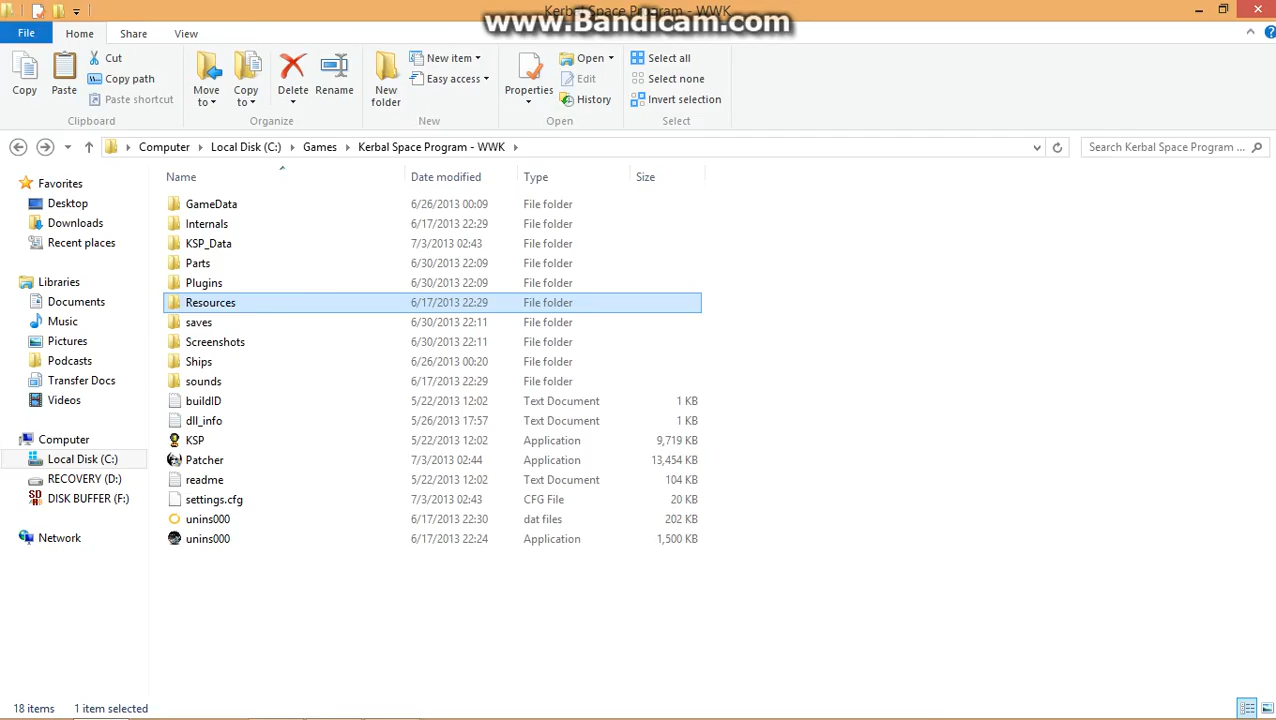 Kerbal Space Program - WWK
www.Bandicam.com
File Home Share View
Copy
Paste
Cut
Copy path
Paste shortcut
Clipboard
Move to
Copy to
Delete
Rename
Organize
New folder
New item
Easy access
New
Properties
Open
Edit
History
Open
Select all
Select none
Invert selection
Select
Computer Local Disk (C:) Games Kerbal Space Program - WWK
Search Kerbal Space Program ...
Favorites
Desktop
Downloads
Recent places
Libraries
Documents
Music
Pictures
Podcasts
Transfer Docs
Videos
Computer
Local Disk (C:)
RECOVERY (D:)
DISK BUFFER (F:)
Network
Name Date modified Type Size
GameData 6/26/2013 00:09 File folder
Internals 6/17/2013 22:29 File folder
KSP_Data 7/3/2013 02:43 File folder
Parts 6/30/2013 22:09 File folder
Plugins 6/30/2013 22:09 File folder
Resources 6/17/2013 22:29 File folder
saves 6/30/2013 22:11 File folder
Screenshots 6/30/2013 22:11 File folder
Ships 6/26/2013 00:20 File folder
sounds 6/17/2013 22:29 File folder
buildID 5/22/2013 12:02 Text Document 1 KB
dll_info 5/26/2013 17:57 Text Document 1 KB
KSP 5/22/2013 12:02 Application 9,719 KB
Patcher 7/3/2013 02:44 Application 13,454 KB
readme 5/22/2013 12:02 Text Document 104 KB
settings.cfg 7/3/2013 02:43 CFG File 20 KB
unins000 6/17/2013 22:30 dat files 202 KB
unins000 6/17/2013 22:24 Application 1,500 KB
18 items 1 item selected